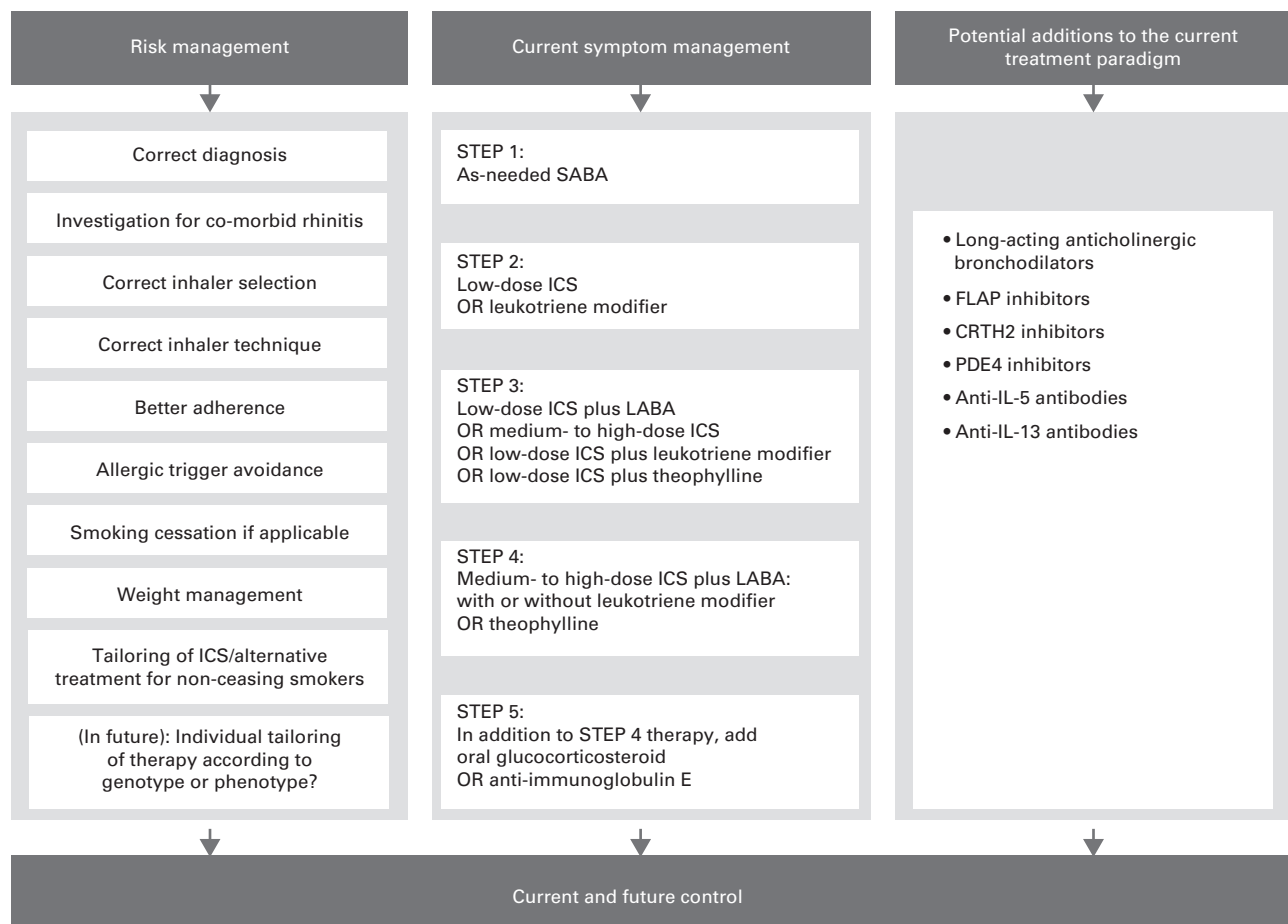 Risk management
Correct diagnosis
Investigation for co-morbid rhinitis
Correct inhaler selection
Correct inhaler technique
Better adherence
Allergic trigger avoidance
Smoking cessation if applicable
Weight management
Tailoring of ICS/alternative
treatment for non-ceasing smokers
(In future): Individual tailoring
of therapy according to
genotype or phenotype?
Current symptom management
STEP 1:
As-needed SABA
STEP 2:
Low-dose ICS
OR leukotriene modifier
STEP 3:
Low-dose ICS plus LABA
OR medium- to high-dose ICS
OR low-dose ICS plus leukotriene modifier
OR low-dose ICS plus theophylline
STEP 4:
Medium- to high-dose ICS plus LABA:
with or without leukotriene modifier
OR theophylline
STEP 5:
In addition to STEP 4 therapy, add
oral glucocorticosteroid
OR anti-immunoglobulin E
Potential additions to the current
treatment paradigm
• Long-acting anticholinergic
bronchodilators
• FLAP inhibitors
• CRTH2 inhibitors
• PDE4 inhibitors
• Anti-IL-5 antibodies
• Anti-IL-13 antibodies
Current and future control